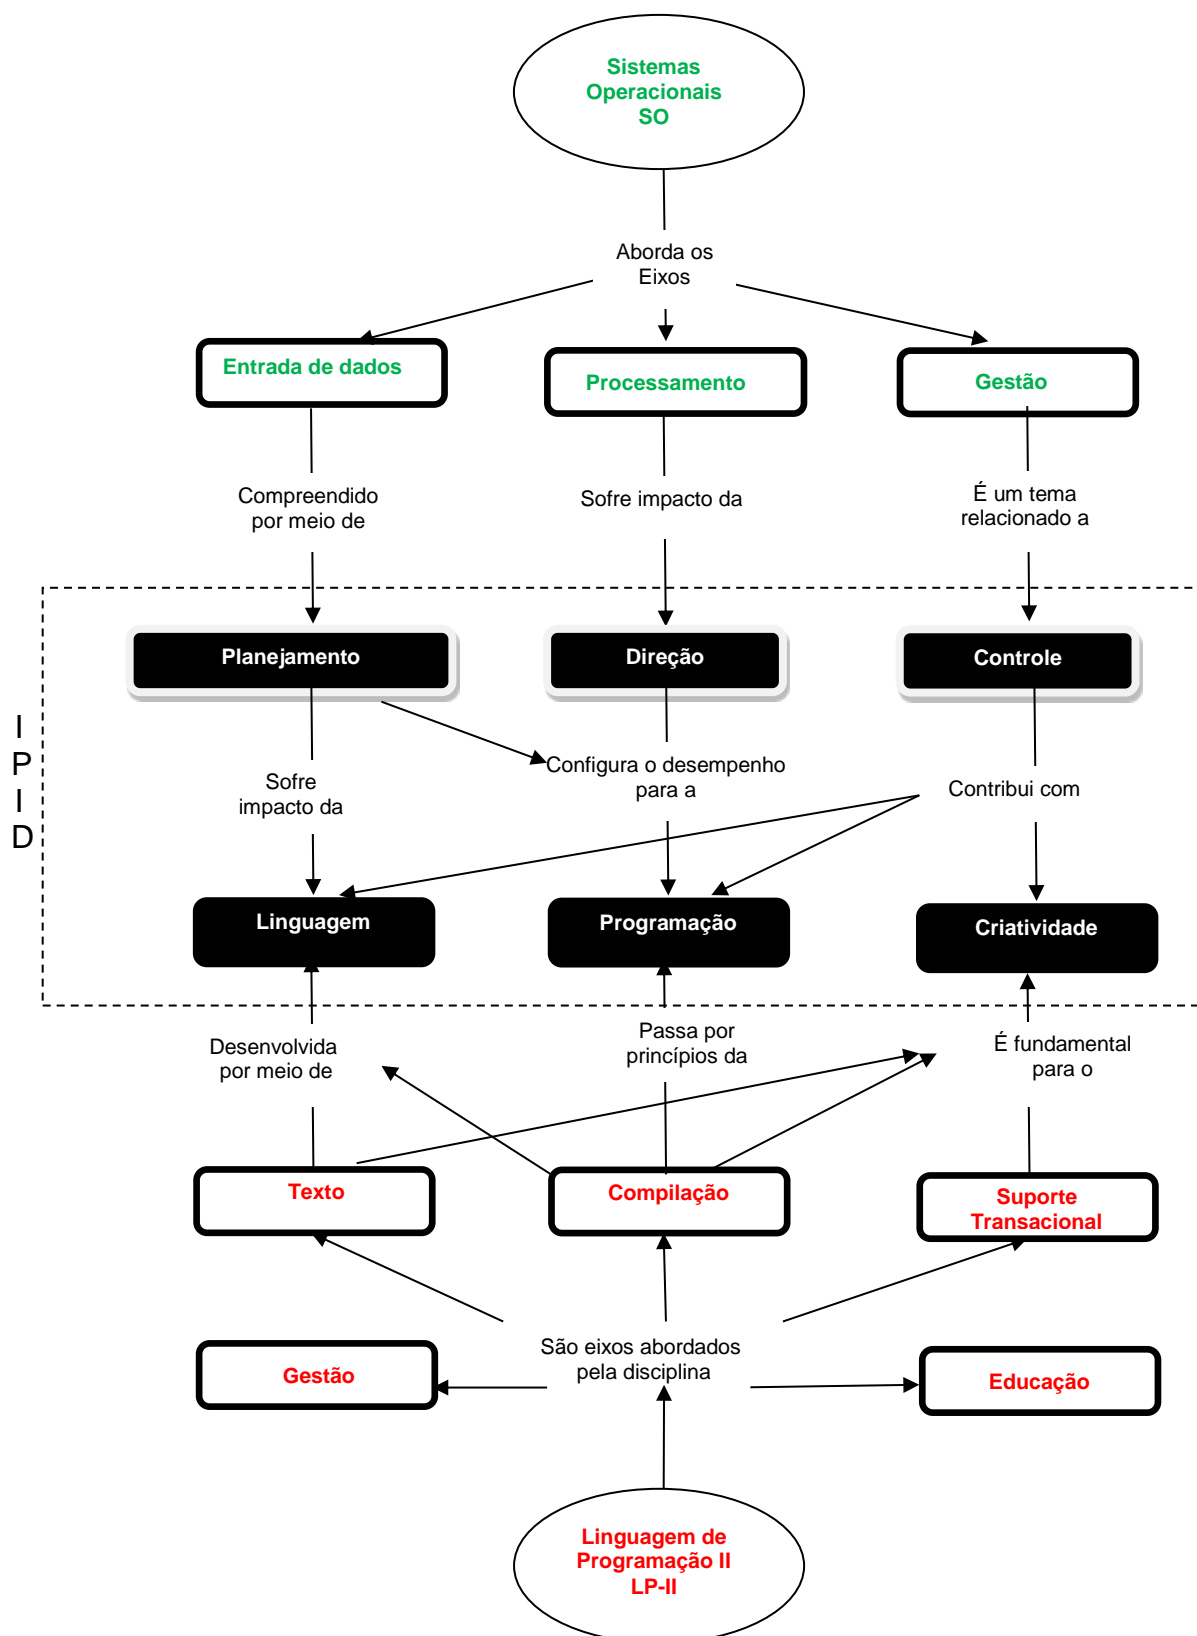 Sistemas
Operacionais
SO
Aborda os
Eixos
Entrada de dados
Processamento
Gestão
Compreendido
por meio de
Sofre impacto da
É um tema
relacionado a
I
P
I
D
Planejamento
Direção
Controle
Sofre
impacto da
Configura o desempenho
para a
Contribui com
Linguagem
Programação
Criatividade
Desenvolvida
por meio de
Passa por
princípios da
É fundamental
para o
Texto
Compilação
Suporte
Transacional
São eixos abordados
pela disciplina
Gestão
Educação
Linguagem de
Programação II
LP-II